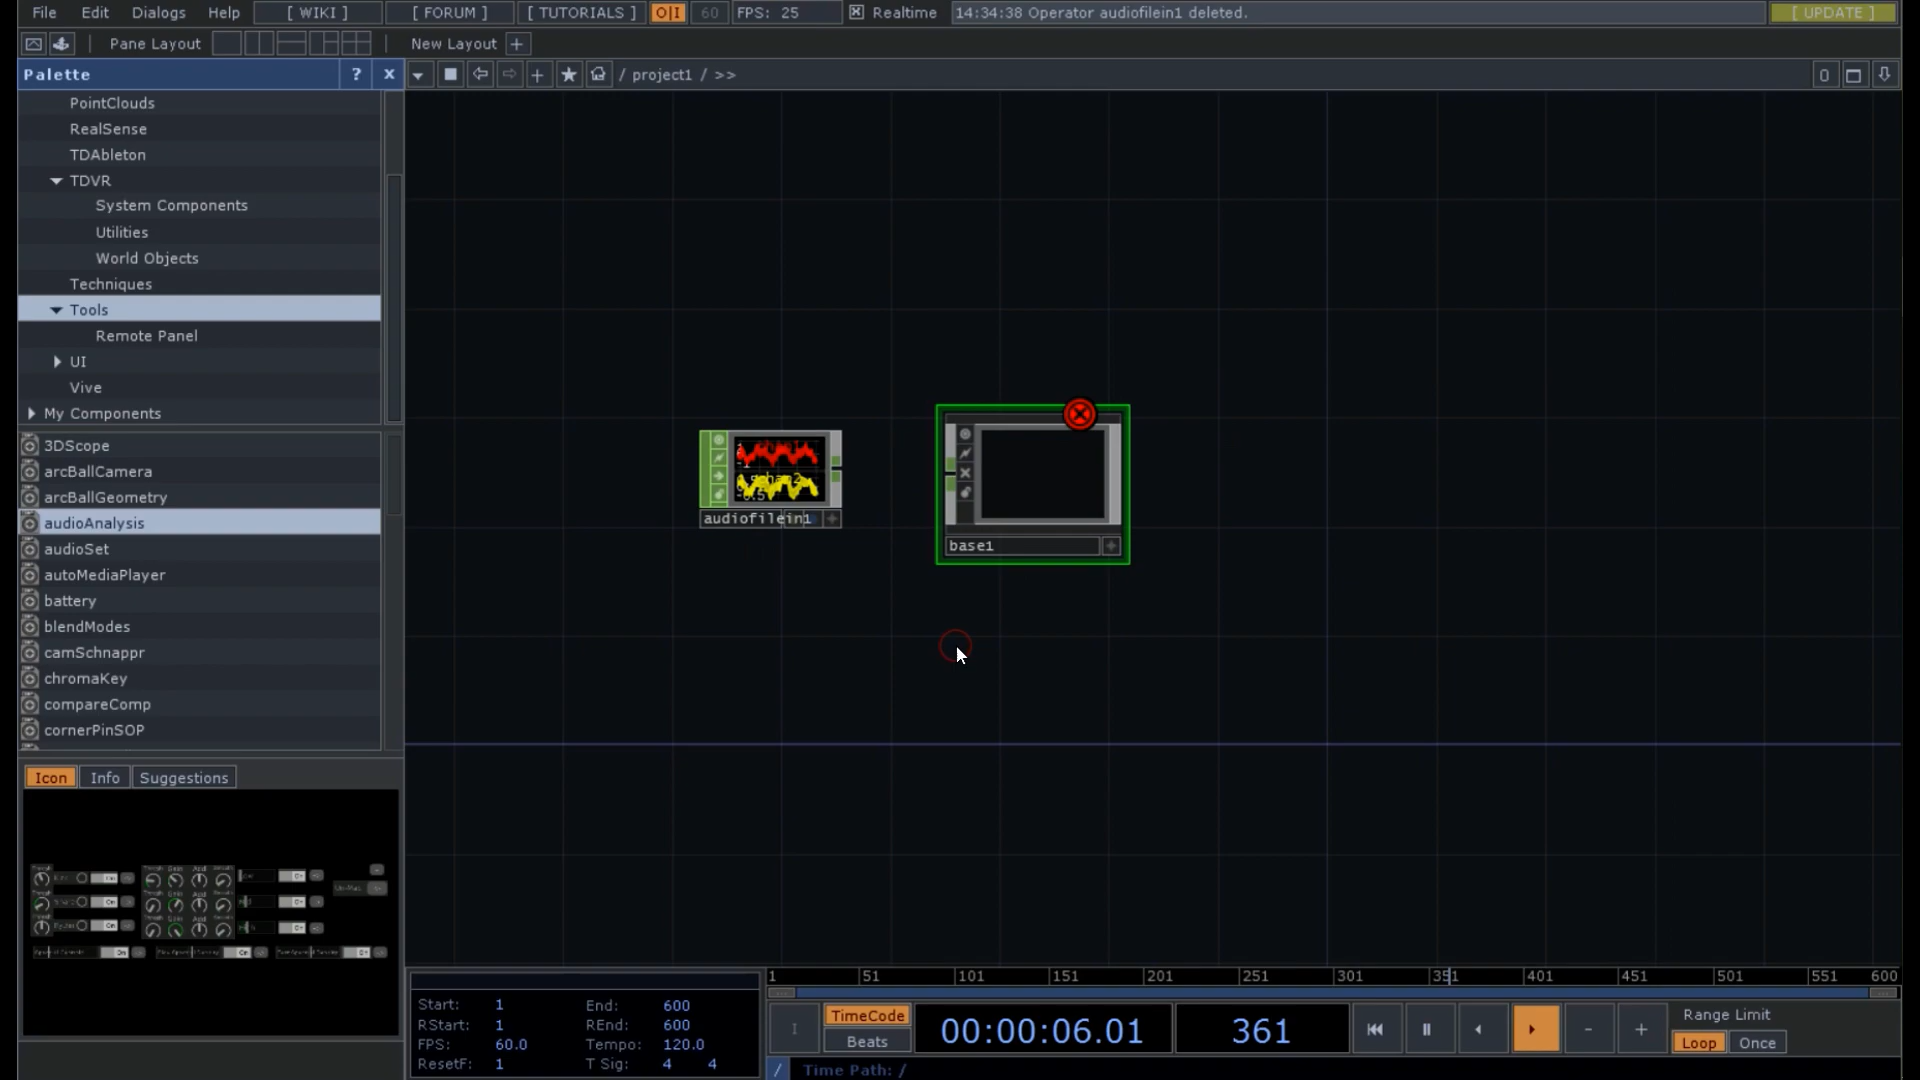 File Edit Dialogs Help [ WIKI ] [ FORUM ] [ TUTORIALS ] O|I 60 FPS: 25 Realtime 14:34:38 Operator audiofilein1 deleted. [ UPDATE ]
Pane Layout New Layout +
Palette ? x / project1 / >> 0
PointClouds
RealSense
TDAbleton
TDVR
System Components
Utilities
World Objects
Techniques
Tools
Remote Panel
UI
Vive
My Components
3DScope
arcBallCamera
arcBallGeometry
audioAnalysis
audioSet
autoMediaPlayer
battery
blendModes
camSchnappr
chromaKey
compareComp
cornerPinSOP
audiofilein1
base1
Icon Info Suggestions
1 51 101 151 201 251 301 351 401 451 501 551 600
Start: 1 End: 600
RStart: 1 REnd: 600
FPS: 60.0 Tempo: 120.0
ResetF: 1 T Sig: 4 4
I TimeCode Beats 00:00:06.01 361 - + Range Limit
Loop Once
/ Time Path: /